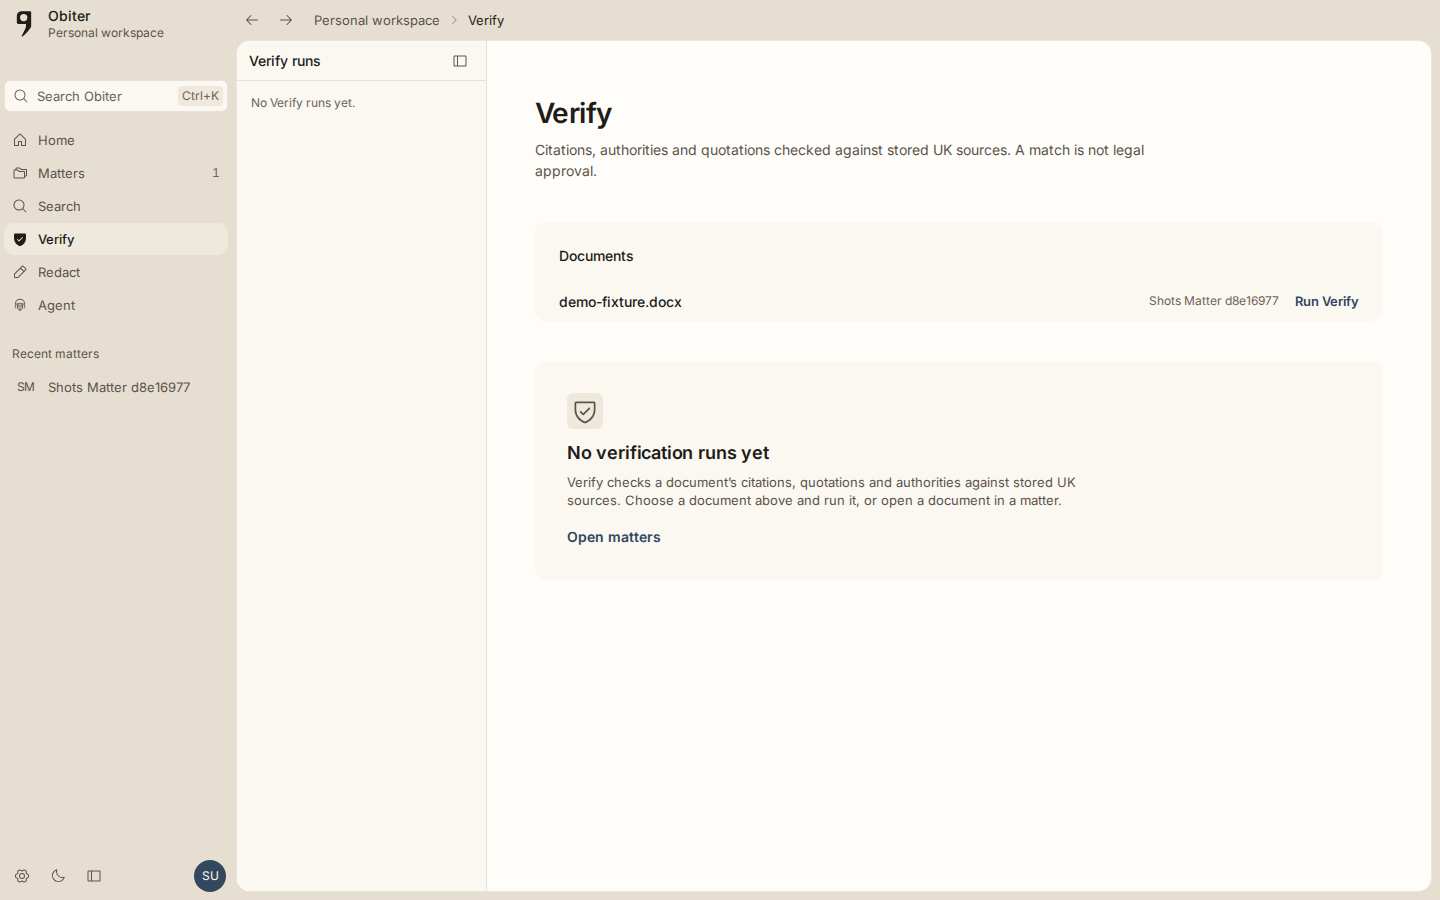 Obiter
Personal workspace
Search Obiter
Ctrl+K
Home
Matters
1
Search
Verify
Redact
Agent
Recent matters
SM
Shots Matter d8e16977
SU
Personal workspace
Verify
Verify runs
No Verify runs yet.
Verify
Citations, authorities and quotations checked against stored UK sources. A match is not legal
approval.
Documents
demo-fixture.docx
Shots Matter d8e16977
Run Verify
No verification runs yet
Verify checks a document’s citations, quotations and authorities against stored UK
sources. Choose a document above and run it, or open a document in a matter.
Open matters